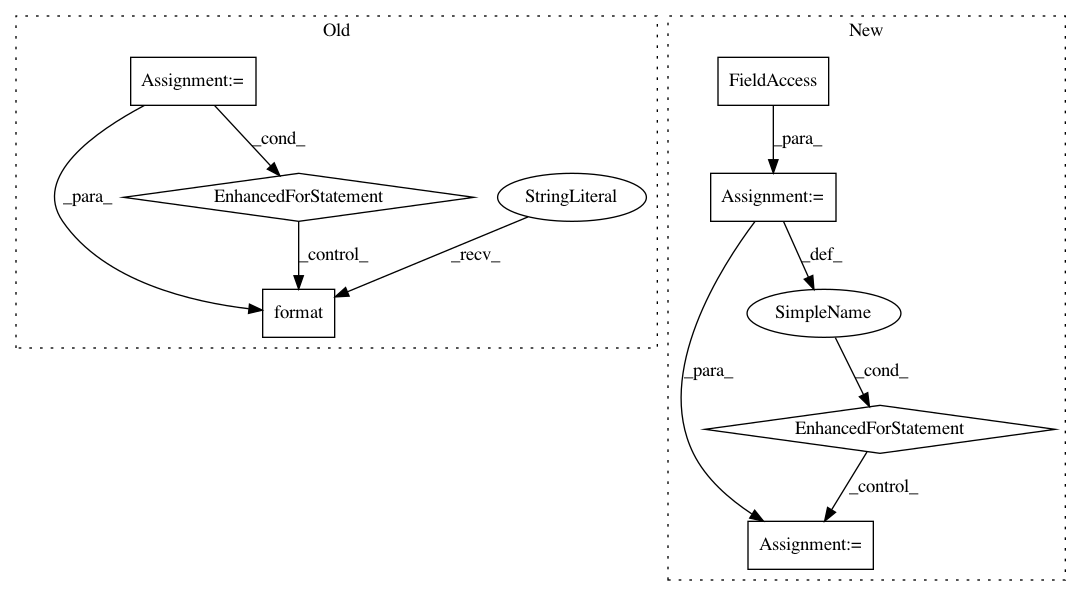 Old
New
Assignment:=
FieldAccess
_cond_
_para_
_para_
EnhancedForStatement
StringLiteral
Assignment:=
_control_
_recv_
_def_
format
SimpleName
_para_
_cond_
EnhancedForStatement
_control_
Assignment:=